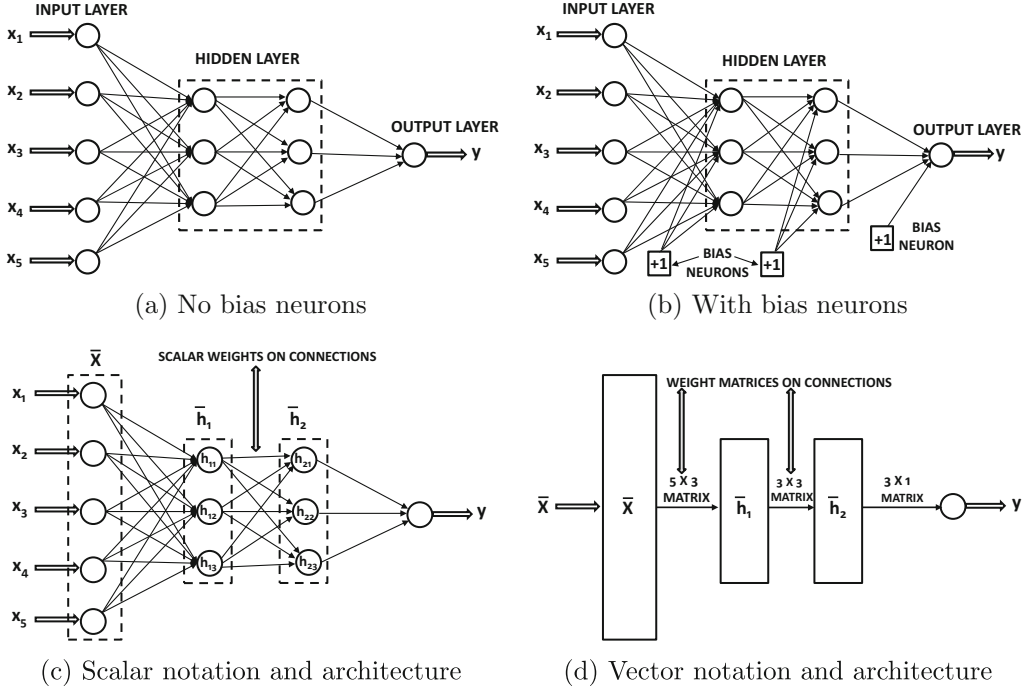 INPUT LAYER
x₁
x₂
x₃
x₄
x₅
HIDDEN LAYER
OUTPUT LAYER
y
(a) No bias neurons
INPUT LAYER
x₁
x₂
x₃
x₄
x₅
HIDDEN LAYER
OUTPUT LAYER
y
+1
BIAS
NEURONS
+1
+1
BIAS
NEURON
(b) With bias neurons
X̅
SCALAR WEIGHTS ON CONNECTIONS
x₁
x₂
x₃
x₄
x₅
h̅₁
h̅₂
h₁₁
h₁₂
h₁₃
h₂₁
h₂₂
h₂₃
y
(c) Scalar notation and architecture
WEIGHT MATRICES ON CONNECTIONS
X̅
X̅
5 X 3
MATRIX
h̅₁
3 X 3
MATRIX
h̅₂
3 X 1
MATRIX
y
(d) Vector notation and architecture